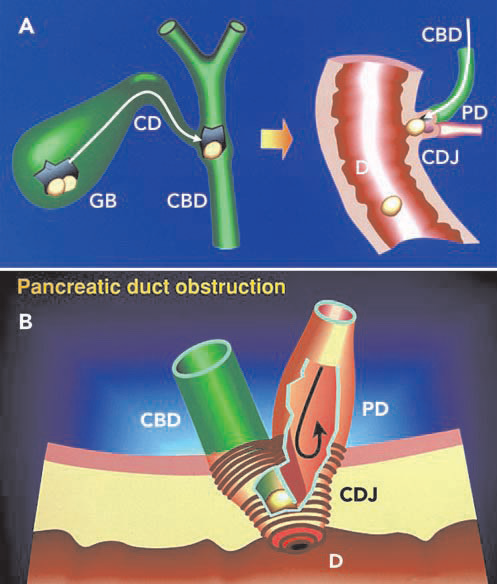 A
CBD
CD
PD
CDJ
D
GB
CBD
Pancreatic duct obstruction
B
CBD
PD
CDJ
D